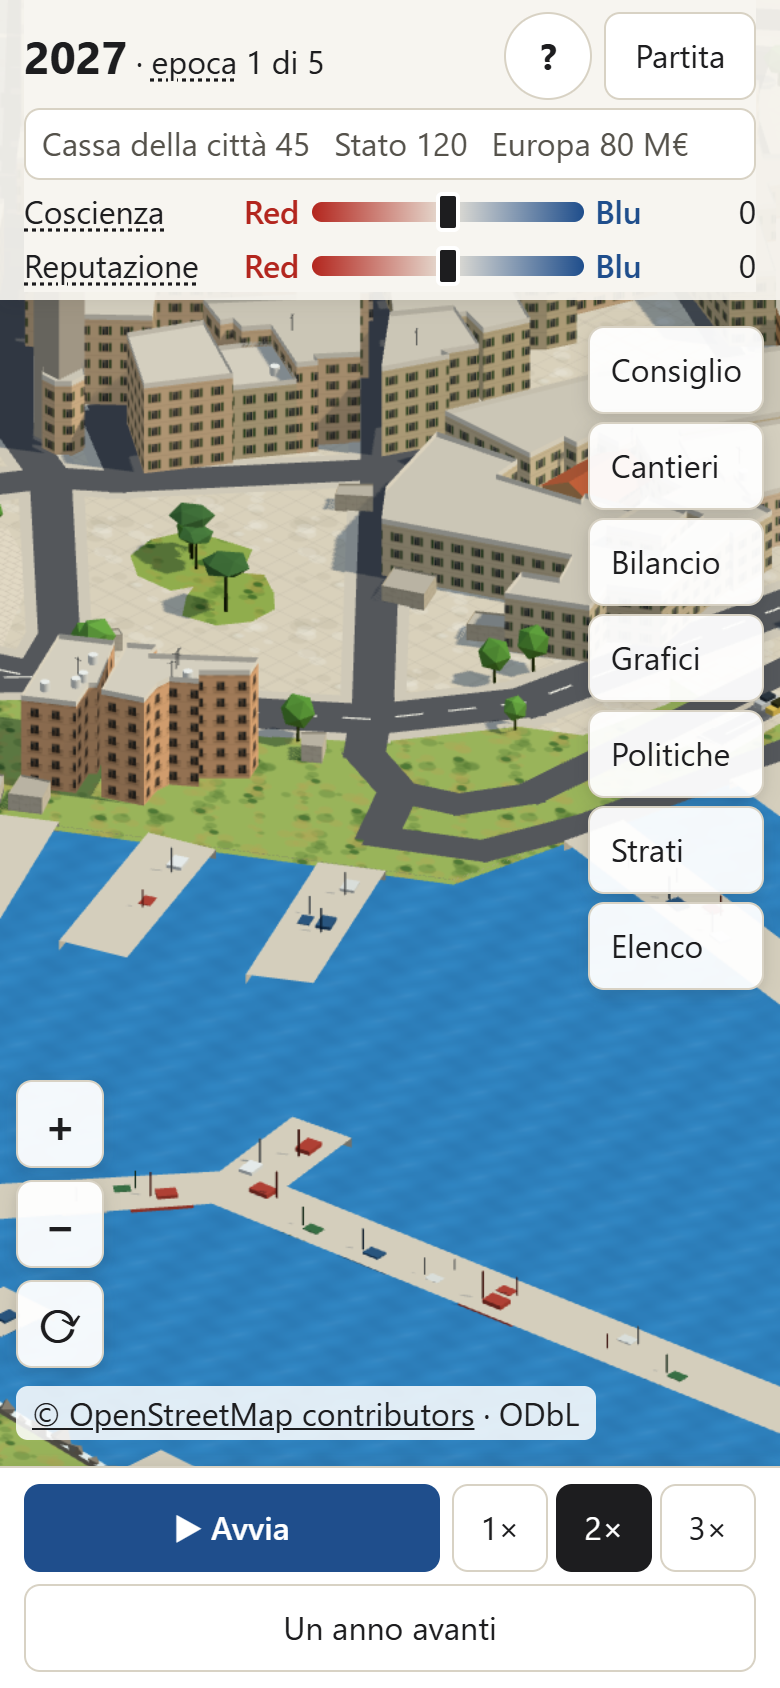 2027 · epoca 1 di 5
?
Partita
Cassa della città 45 Stato 120 Europa 80 M€
Coscienza Red Blu 0
Reputazione Red Blu 0
Consiglio
Cantieri
Bilancio
Grafici
Politiche
Strati
Elenco
+
−
© OpenStreetMap contributors · ODbL
▶ Avvia
1×
2×
3×
Un anno avanti